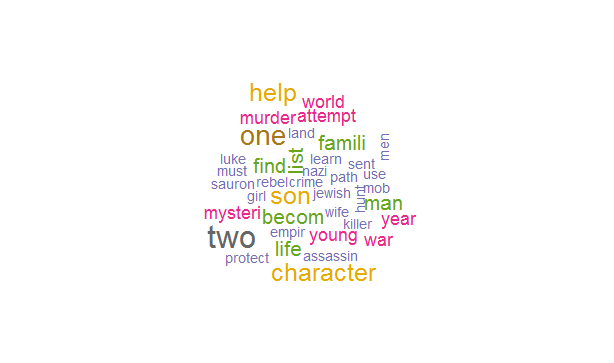 help
world
murder
attempt
one
land
famili
men
list
luke
find
nazi
learn
sent
must
path
use
sauron
rebel
crime
mob
girl
son
jewish
hunt
man
mysteri
becom
wife
year
killer
two
empir
young
war
life
protect
assassin
character